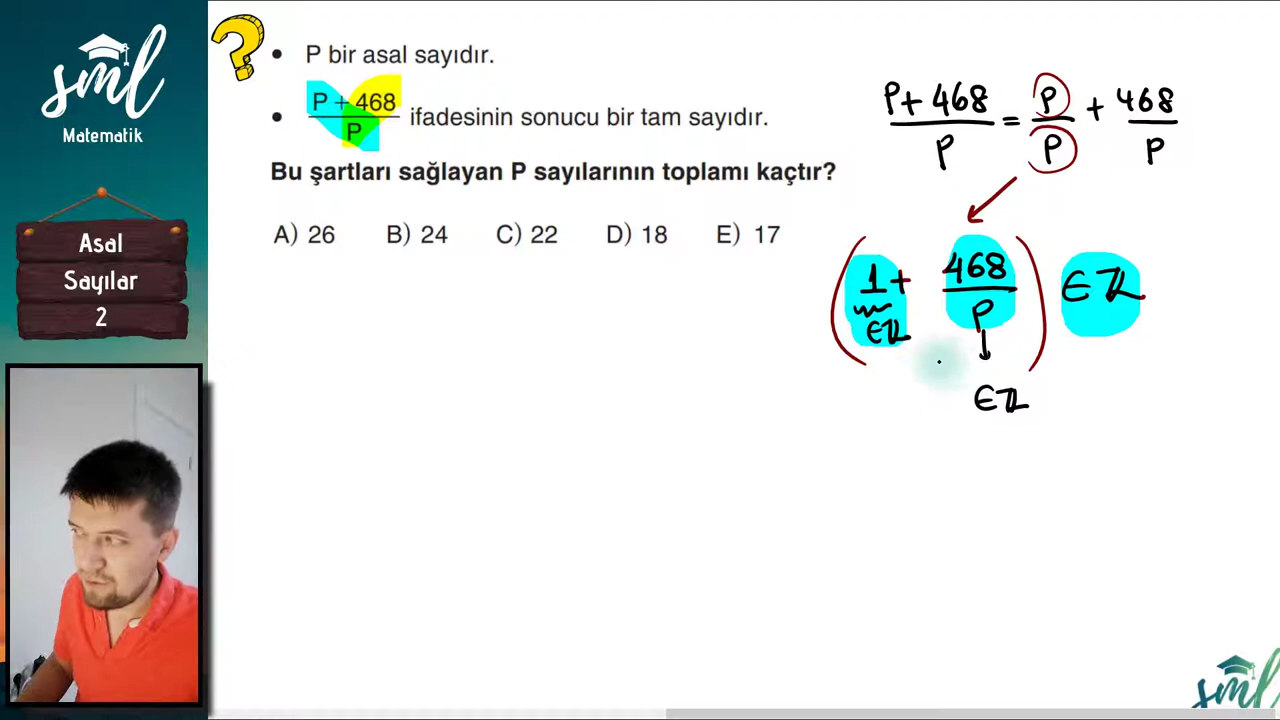 sml
Matematik
Asal
Sayılar
2
?
• P bir asal sayıdır.
• P + 468 / P ifadesinin sonucu bir tam sayıdır.
Bu şartları sağlayan P sayılarının toplamı kaçtır?
A) 26 B) 24 C) 22 D) 18 E) 17
P + 468 / P = P / P + 468 / P
( 1 + 468 / P ) ∈ ℤ
∈ ℤ
∈ ℤ
sml